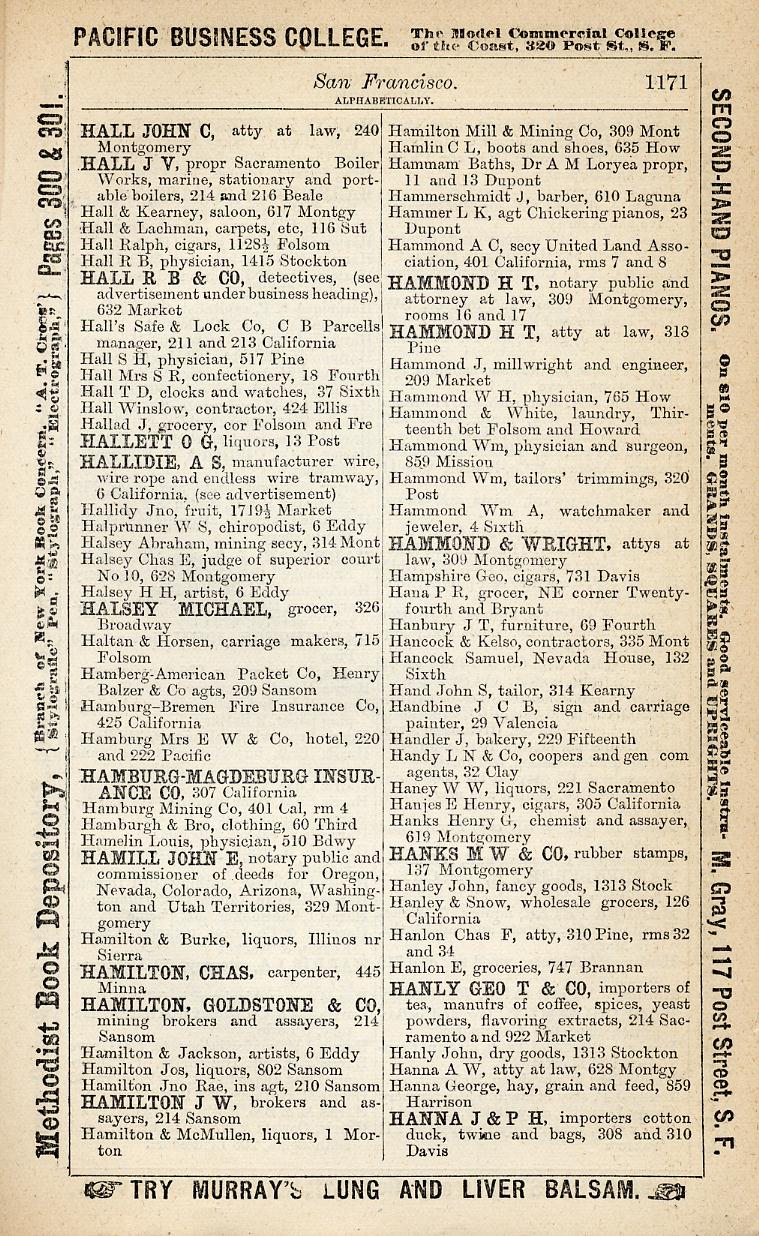 PACIFIC BUSINESS COLLEGE. The Model Commercial College
of the Coast, 320 Post St., S. F.
San Francisco. 1171
ALPHABETICALLY.
HALL JOHN C, atty at law, 240
Montgomery
HALL J V, propr Sacramento Boiler
Works, marine, stationary and port-
able boilers, 214 and 216 Beale
Hall & Kearney, saloon, 617 Montgy
Hall & Lachman, carpets, etc, 116 Sut
Hall Ralph, cigars, 1128½ Folsom
Hall R B, physician, 1415 Stockton
HALL R B & CO, detectives, (see
advertisement under business heading),
632 Market
Hall's Safe & Lock Co, C B Parcells
manager, 211 and 213 California
Hall S H, physician, 517 Pine
Hall Mrs S R, confectionery, 18 Fourth
Hall T D, clocks and watches, 37 Sixth
Hall Winslow, contractor, 424 Ellis
Hallad J, grocery, cor Folsom and Fre
HALLETT O G, liquors, 13 Post
HALLIDIE, A S, manufacturer wire,
wire rope and endless wire tramway,
6 California, (see advertisement)
Hallidy Jno, fruit, 1719½ Market
Halprunner W S, chiropodist, 6 Eddy
Halsey Abraham, mining secy, 314 Mont
Halsey Chas E, judge of superior court
No 10, 628 Montgomery
Halsey H H, artist, 6 Eddy
HALSEY MICHAEL, grocer, 326
Broadway
Haltan & Horsen, carriage makers, 715
Folsom
Hamberg-American Packet Co, Henry
Balzer & Co agts, 209 Sansom
Hamburg-Bremen Fire Insurance Co,
425 California
Hamburg Mrs E W & Co, hotel, 220
and 222 Pacific
HAMBURG-MAGDEBURG INSUR-
ANCE CO, 307 California
Hamburg Mining Co, 401 Cal, rm 4
Hamburgh & Bro, clothing, 60 Third
Hamelin Louis, physician, 510 Bdwy
HAMILL JOHN E, notary public and
commissioner of deeds for Oregon,
Nevada, Colorado, Arizona, Washing-
ton and Utah Territories, 329 Mont-
gomery
Hamilton & Burke, liquors, Illinos nr
Sierra
HAMILTON, CHAS, carpenter, 445
Minna
HAMILTON, GOLDSTONE & CO,
mining brokers and assayers, 214
Sansom
Hamilton & Jackson, artists, 6 Eddy
Hamilton Jos, liquors, 802 Sansom
Hamilton Jno Rae, ins agt, 210 Sansom
HAMILTON J W, brokers and as-
sayers, 214 Sansom
Hamilton & McMullen, liquors, 1 Mor-
ton
Hamilton Mill & Mining Co, 309 Mont
Hamlin C L, boots and shoes, 635 How
Hammam Baths, Dr A M Loryea propr,
11 and 13 Dupont
Hammerschmidt J, barber, 610 Laguna
Hammer L K, agt Chickering pianos, 23
Dupont
Hammond A C, secy United Land Asso-
ciation, 401 California, rms 7 and 8
HAMMOND H T, notary public and
attorney at law, 309 Montgomery,
rooms 16 and 17
HAMMOND H T, atty at law, 318
Pine
Hammond J, millwright and engineer,
209 Market
Hammond W H, physician, 765 How
Hammond & White, laundry, Thir-
teenth bet Folsom and Howard
Hammond Wm, physician and surgeon,
859 Mission
Hammond Wm, tailors' trimmings, 320
Post
Hammond Wm A, watchmaker and
jeweler, 4 Sixth
HAMMOND & WRIGHT, attys at
law, 309 Montgomery
Hampshire Geo, cigars, 731 Davis
Hana P R, grocer, NE corner Twenty-
fourth and Bryant
Hanbury J T, furniture, 69 Fourth
Hancock & Kelso, contractors, 335 Mont
Hancock Samuel, Nevada House, 132
Sixth
Hand John S, tailor, 314 Kearny
Handbine J C B, sign and carriage
painter, 29 Valencia
Handler J, bakery, 229 Fifteenth
Handy L N & Co, coopers and gen com
agents, 32 Clay
Haney W W, liquors, 221 Sacramento
Hanjes E Henry, cigars, 305 California
Hanks Henry G, chemist and assayer,
619 Montgomery
HANKS M W & CO, rubber stamps,
137 Montgomery
Hanley John, fancy goods, 1313 Stock
Hanley & Snow, wholesale grocers, 126
California
Hanlon Chas F, atty, 310 Pine, rms 32
and 34
Hanlon E, groceries, 747 Brannan
HANLY GEO T & CO, importers of
tea, manufrs of coffee, spices, yeast
powders, flavoring extracts, 214 Sac-
ramento and 922 Market
Hanly John, dry goods, 1313 Stockton
Hanna A W, atty at law, 628 Montgy
Hanna George, hay, grain and feed, 859
Harrison
HANNA J & P H, importers cotton
duck, twine and bags, 308 and 310
Davis
Methodist Book Depository, {Branch of New York Book Concern. "A. T. Cross" } Pages 300 & 301.
{Stylografic" Pen, "Stylograph," "Electrograph," }
SECOND-HAND PIANOS. On $10 per month instalments. Good serviceable Instru-
ments. GRANDS, SQUARES and UPRIGHTS. M. Gray, 117 Post Street, S. F.
TRY MURRAY'S LUNG AND LIVER BALSAM.